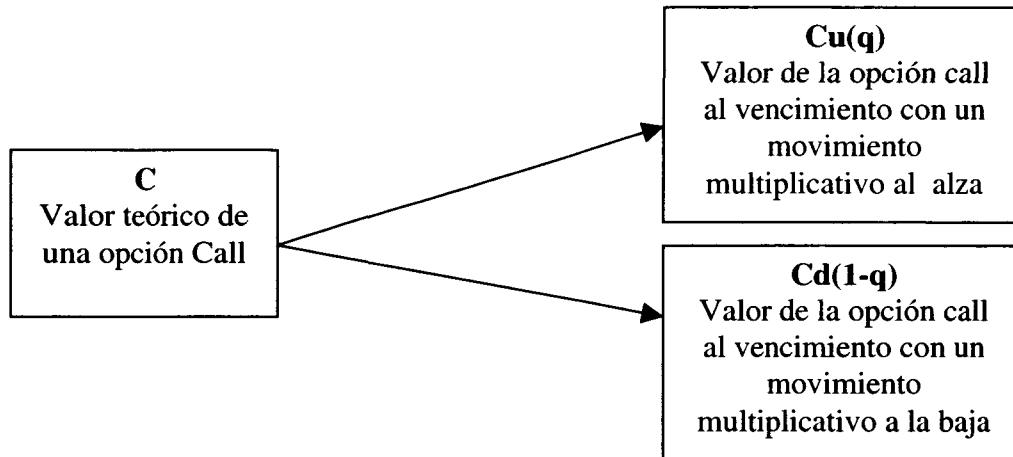 C
Valor teórico de
una opción Call
Cu(q)
Valor de la opción call
al vencimiento con un
movimiento
multiplicativo al alza
Cd(1-q)
Valor de la opción call
al vencimiento con un
movimiento
multiplicativo a la baja